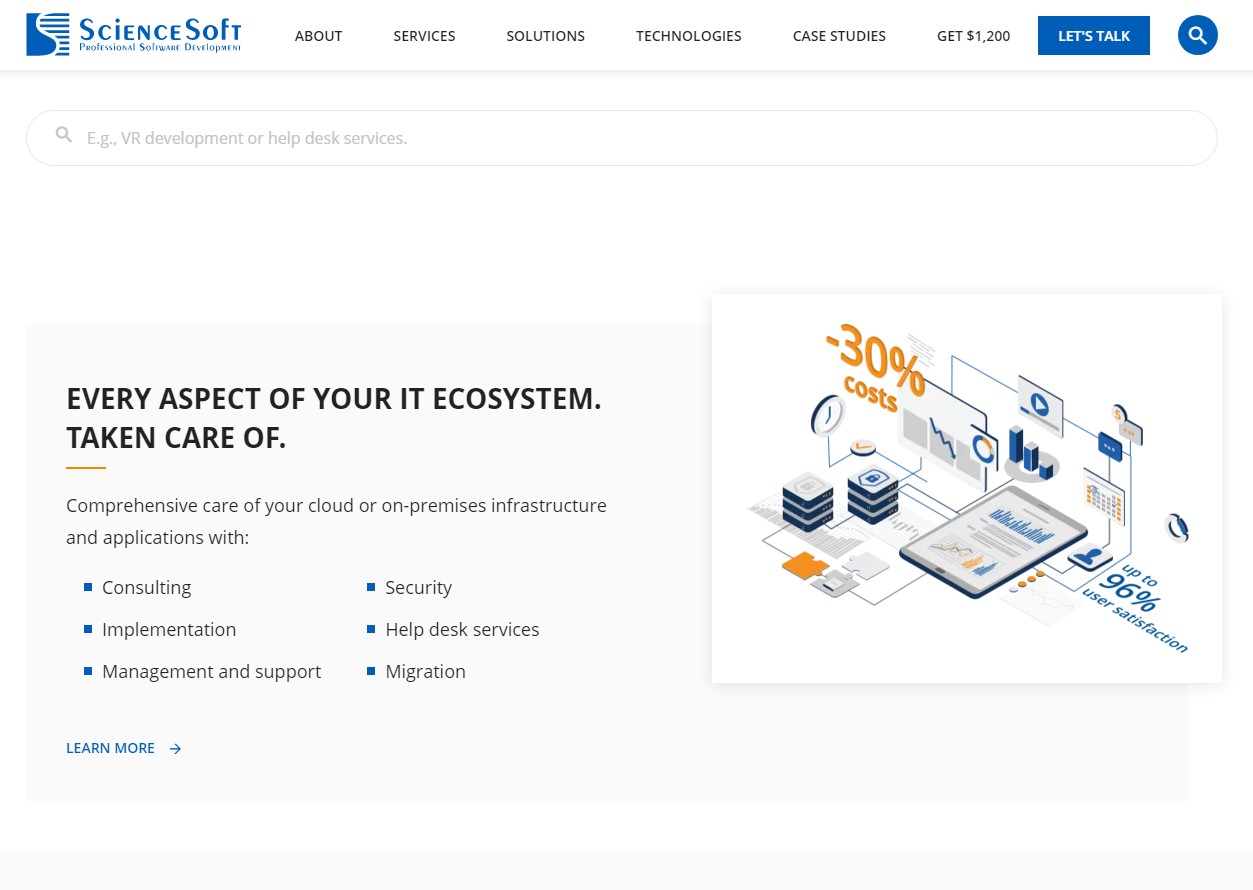 ScienceSoft
Professional Software Development
ABOUT
SERVICES
SOLUTIONS
TECHNOLOGIES
CASE STUDIES
GET $1,200
LET'S TALK
E.g., VR development or help desk services.
EVERY ASPECT OF YOUR IT ECOSYSTEM.
TAKEN CARE OF.
Comprehensive care of your cloud or on-premises infrastructure
and applications with:
Consulting
Security
Implementation
Help desk services
Management and support
Migration
LEARN MORE
-30%
costs
$
up to
96%
user satisfaction